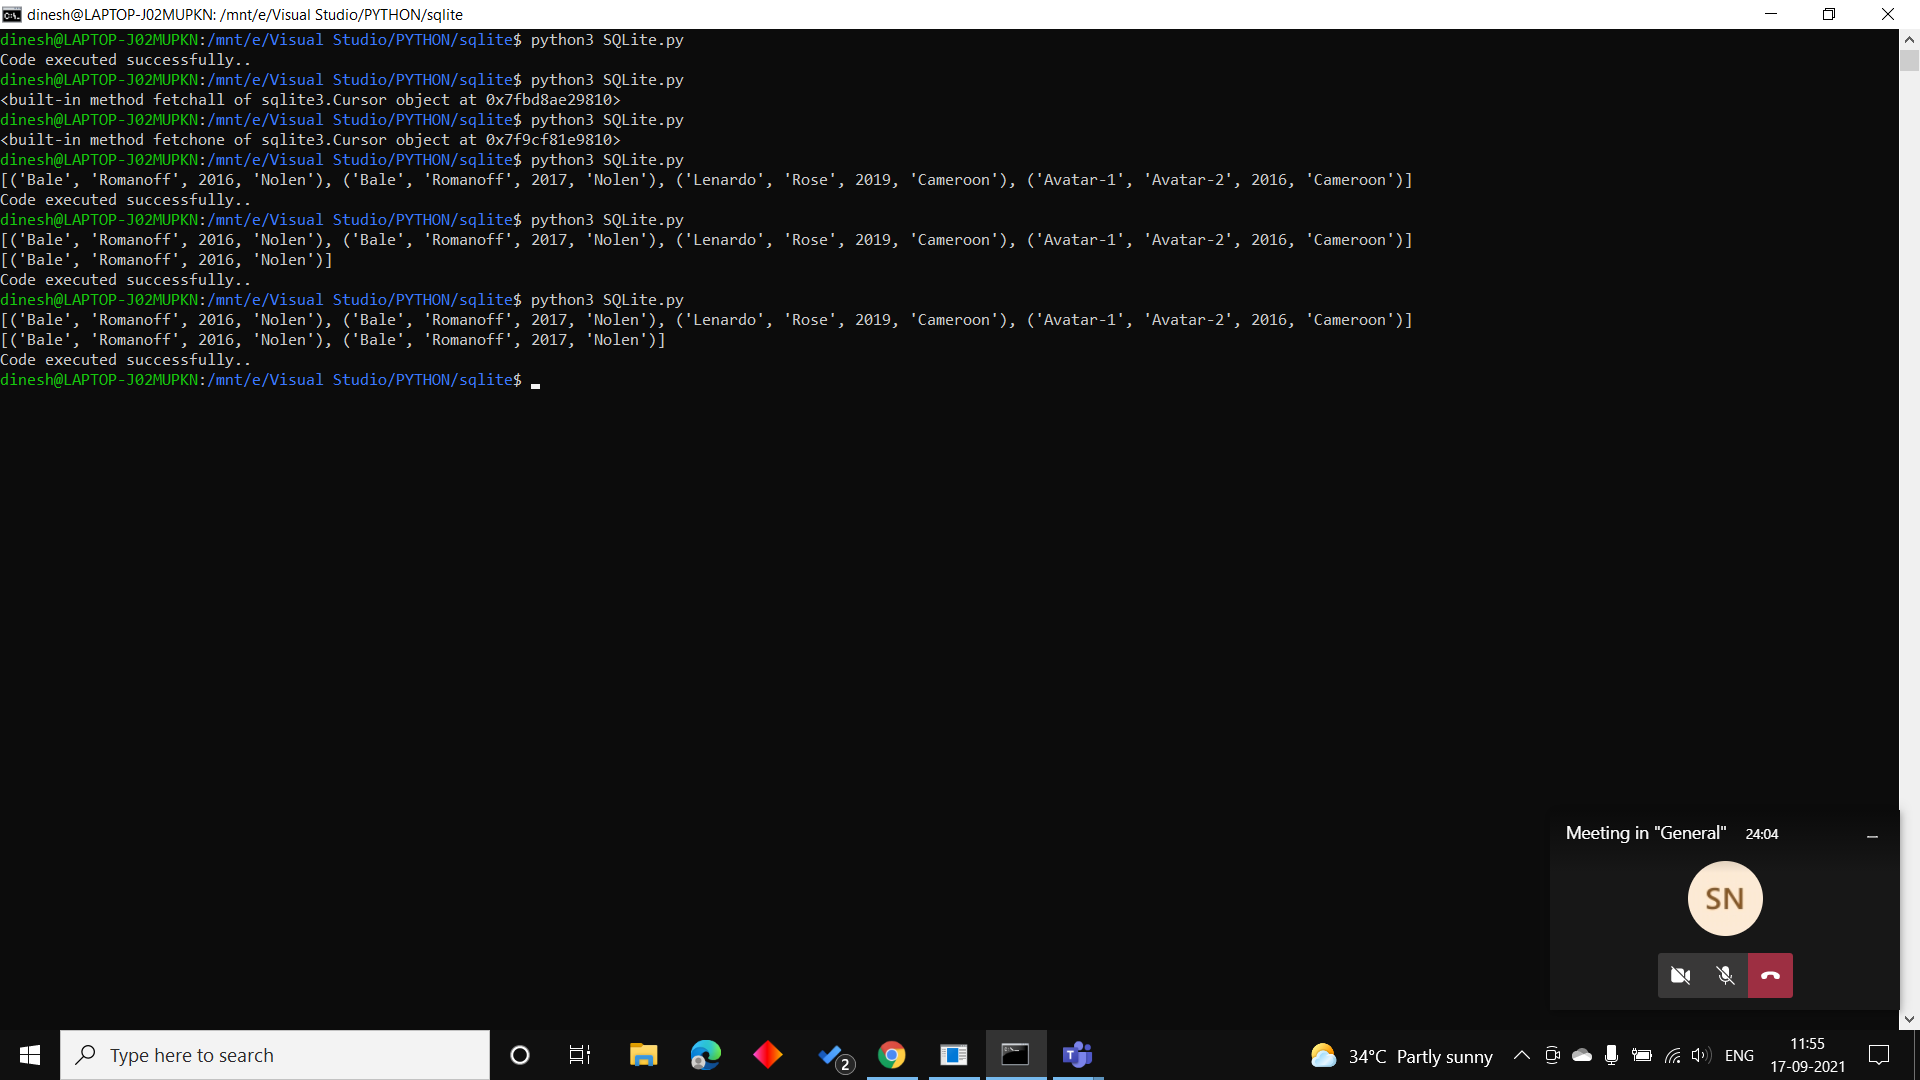 dinesh@LAPTOP-J02MUPKN: /mnt/e/Visual Studio/PYTHON/sqlite
dinesh@LAPTOP-J02MUPKN:/mnt/e/Visual Studio/PYTHON/sqlite$ python3 SQLite.py
Code executed successfully..
dinesh@LAPTOP-J02MUPKN:/mnt/e/Visual Studio/PYTHON/sqlite$ python3 SQLite.py
<built-in method fetchall of sqlite3.Cursor object at 0x7fbd8ae29810>
dinesh@LAPTOP-J02MUPKN:/mnt/e/Visual Studio/PYTHON/sqlite$ python3 SQLite.py
<built-in method fetchone of sqlite3.Cursor object at 0x7f9cf81e9810>
dinesh@LAPTOP-J02MUPKN:/mnt/e/Visual Studio/PYTHON/sqlite$ python3 SQLite.py
[('Bale', 'Romanoff', 2016, 'Nolen'), ('Bale', 'Romanoff', 2017, 'Nolen'), ('Lenardo', 'Rose', 2019, 'Cameroon'), ('Avatar-1', 'Avatar-2', 2016, 'Cameroon')]
Code executed successfully..
dinesh@LAPTOP-J02MUPKN:/mnt/e/Visual Studio/PYTHON/sqlite$ python3 SQLite.py
[('Bale', 'Romanoff', 2016, 'Nolen'), ('Bale', 'Romanoff', 2017, 'Nolen'), ('Lenardo', 'Rose', 2019, 'Cameroon'), ('Avatar-1', 'Avatar-2', 2016, 'Cameroon')]
[('Bale', 'Romanoff', 2016, 'Nolen')]
Code executed successfully..
dinesh@LAPTOP-J02MUPKN:/mnt/e/Visual Studio/PYTHON/sqlite$ python3 SQLite.py
[('Bale', 'Romanoff', 2016, 'Nolen'), ('Bale', 'Romanoff', 2017, 'Nolen'), ('Lenardo', 'Rose', 2019, 'Cameroon'), ('Avatar-1', 'Avatar-2', 2016, 'Cameroon')]
[('Bale', 'Romanoff', 2016, 'Nolen'), ('Bale', 'Romanoff', 2017, 'Nolen')]
Code executed successfully..
dinesh@LAPTOP-J02MUPKN:/mnt/e/Visual Studio/PYTHON/sqlite$
Meeting in "General" 24:04
SN
Type here to search
2
34°C Partly sunny
ENG
11:55
17-09-2021